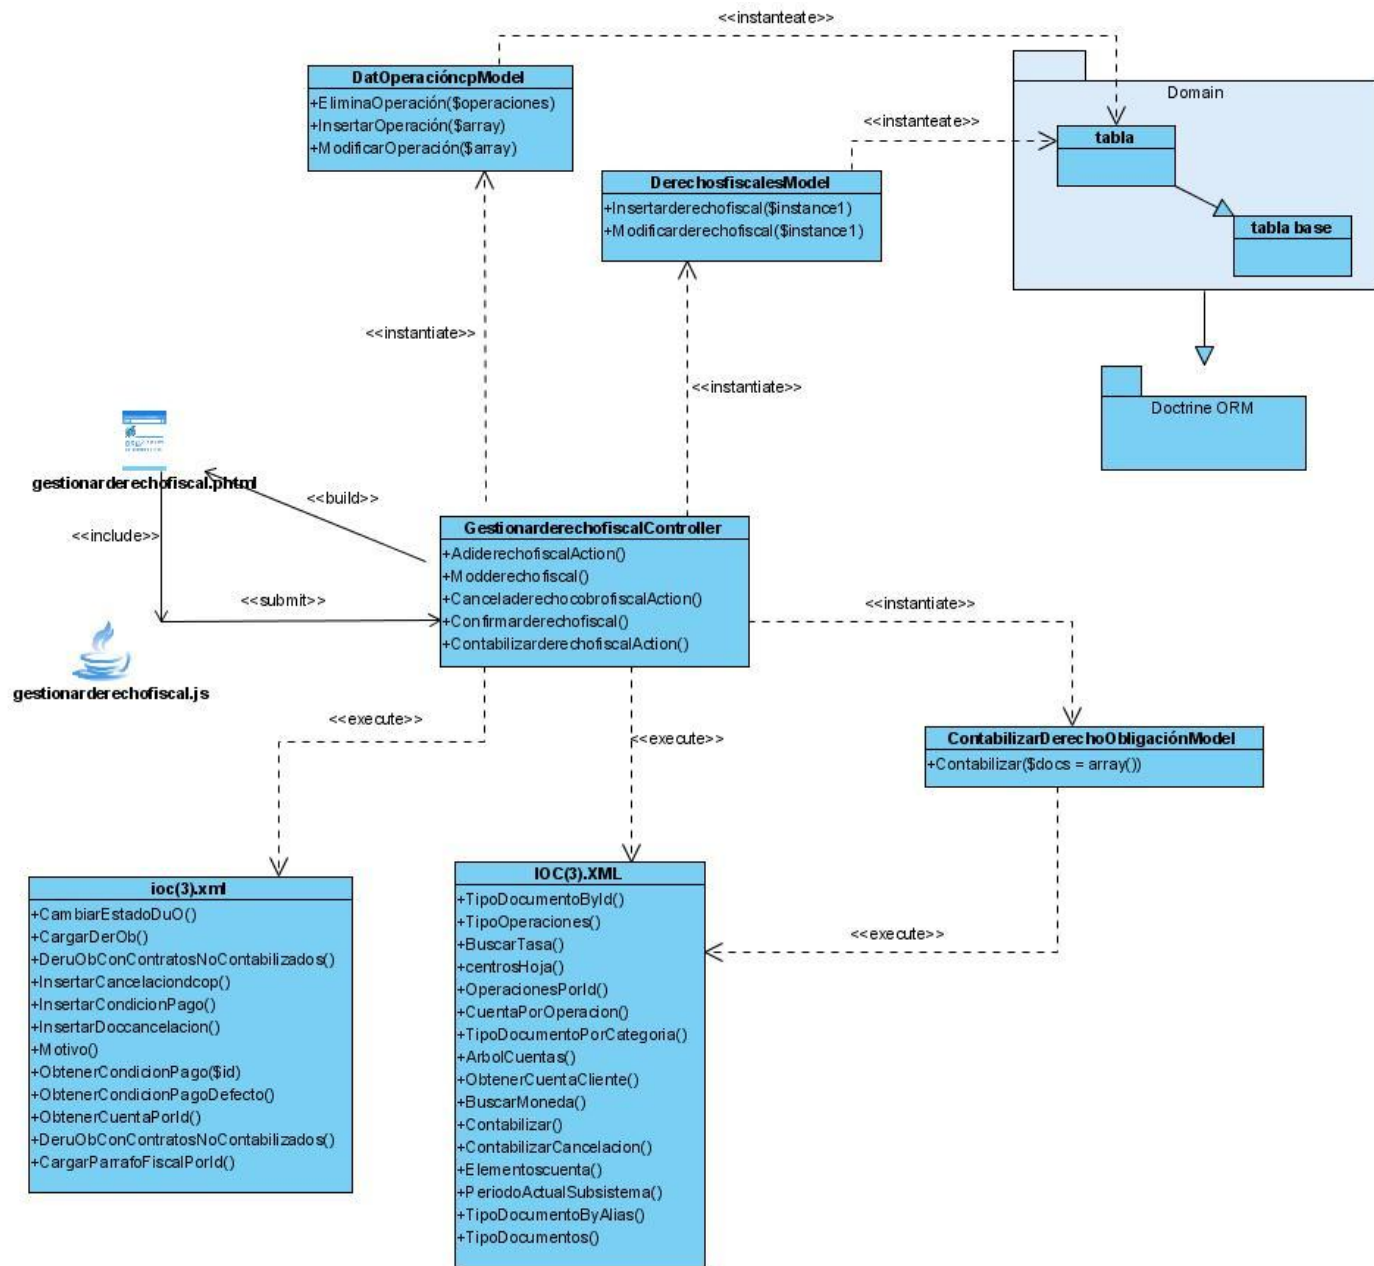 <<instanteate>>
DatOperacióncpModel
+EliminaOperación($operaciones)
+InsertarOperación($array)
+ModificarOperación($array)
Domain
<<instanteate>>
tabla
DerechosfiscalesModel
+Insertarderechofiscal($instance1)
+Modificarderechofiscal($instance1)
tabla base
<<instantiate>>
<<instantiate>>
Doctrine ORM
gestionarderechofiscal.phtml
<<build>>
<<include>>
GestionarderechofiscalController
+AdiderechofiscalAction()
+Modderechofiscal()
+CanceladerechocobrofiscalAction()
+Confirmarderechofiscal()
+ContabilizarderechofiscalAction()
<<submit>>
<<instantiate>>
gestionarderechofiscal.js
<<execute>>
<<execute>>
ContabilizarDerechoObligaciónModel
+Contabilizar($docs = array())
ioc(3).xml
+CambiarEstadoDuO()
+CargarDerOb()
+DeruObConContratosNoContabilizados()
+InsertarCancelaciondcop()
+InsertarCondicionPago()
+InsertarDoccancelacion()
+Motivo()
+ObtenerCondicionPago($id)
+ObtenerCondicionPagoDefecto()
+ObtenerCuentaPorId()
+DeruObConContratosNoContabilizados()
+CargarParrafoFiscalPorId()
IOC(3).XML
+TipoDocumentoById()
+TipoOperaciones()
+BuscarTasa()
+centrosHoja()
+OperacionesPorId()
+CuentaPorOperacion()
+TipoDocumentoPorCategoria()
+ArbolCuentas()
+ObtenerCuentaCliente()
+BuscarMoneda()
+Contabilizar()
+ContabilizarCancelacion()
+Elementoscuenta()
+PeriodoActualSubsistema()
+TipoDocumentoByAlias()
+TipoDocumentos()
<<execute>>